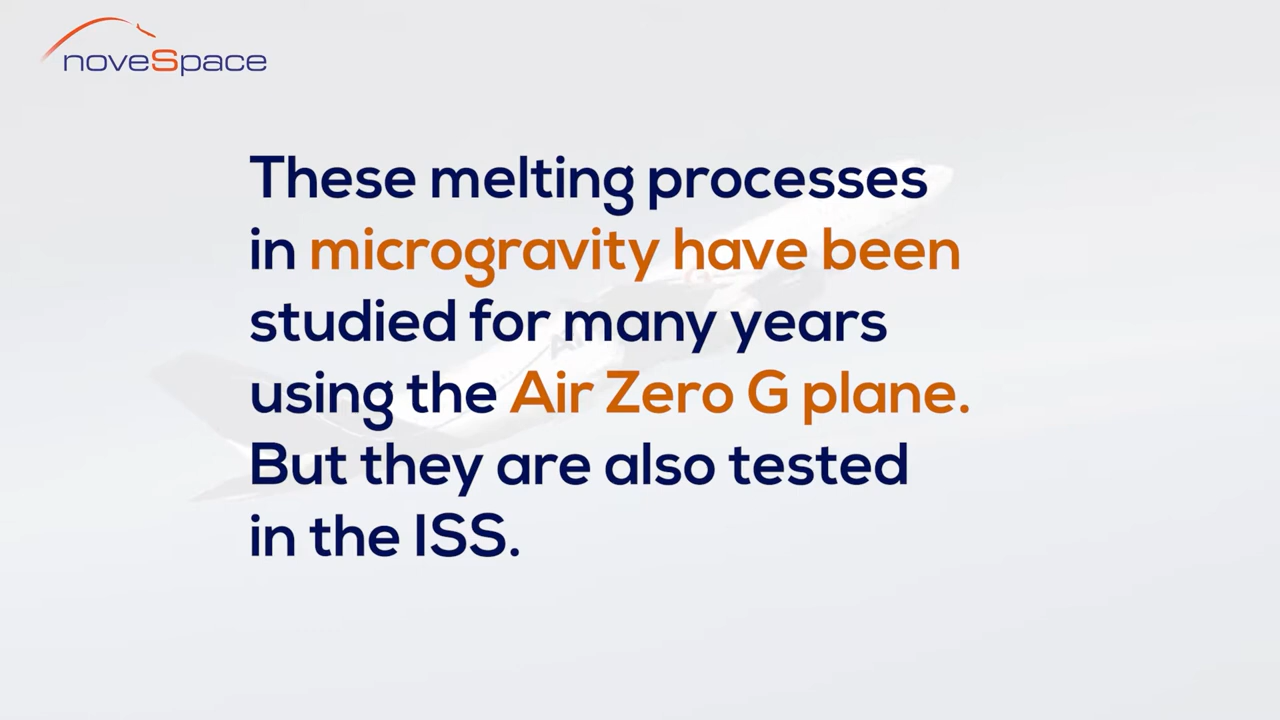 noveSpace
These melting processes
in microgravity have been
studied for many years
using the Air Zero G plane.
But they are also tested
in the ISS.